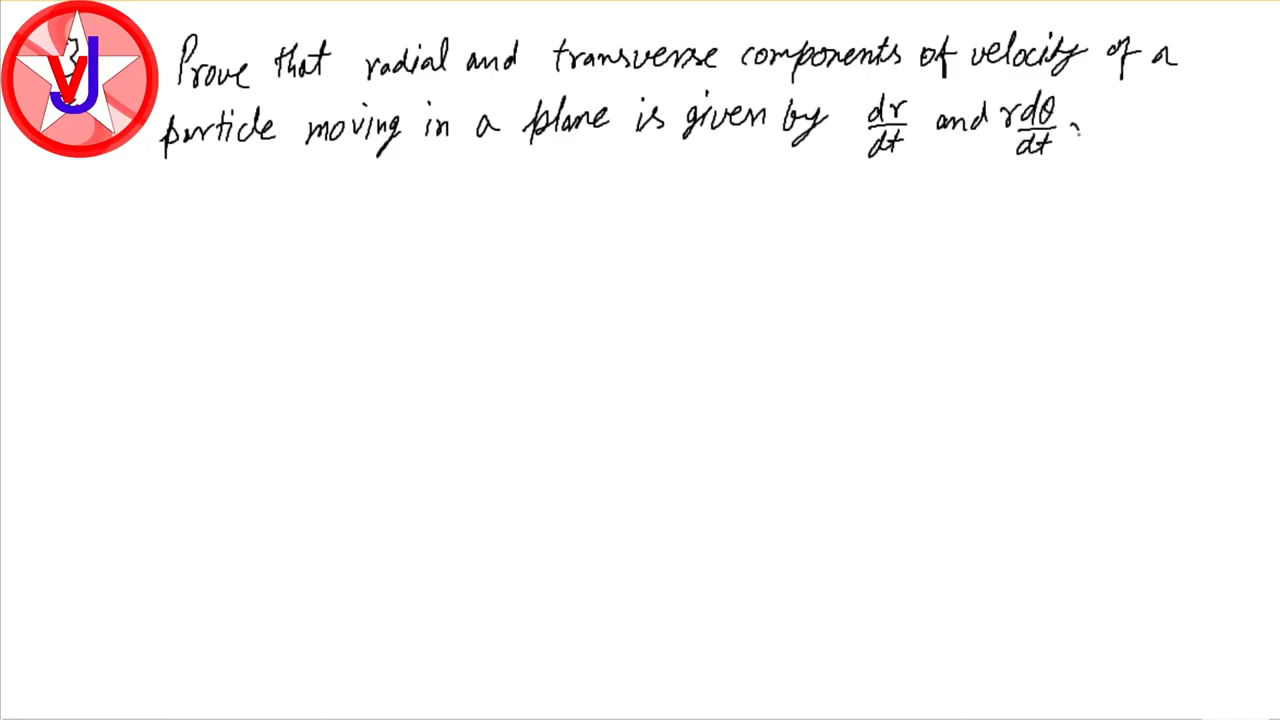 VJ
Prove that radial and transverse components of velocity of a
particle moving in a plane is given by dr/dt and r dθ/dt,